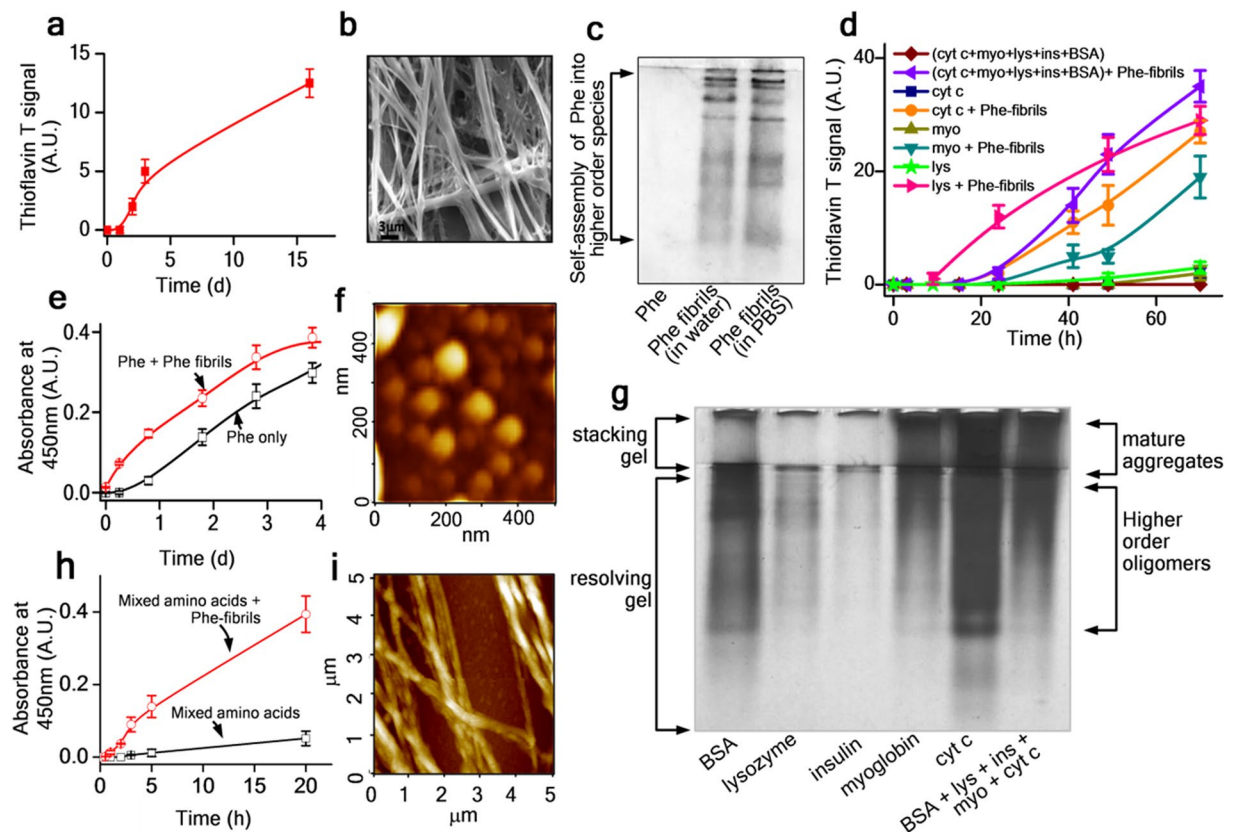 a
Thioflavin T signal
(A.U.)
15
10
5
0
0 5 10 15
Time (d)
b
3μm
c
Self-assembly of Phe into
higher order species
Phe
Phe fibrils
(in water)
Phe fibrils
(in PBS)
d
Thioflavin T signal (A.U.)
40
20
0
(cyt c+myo+lys+ins+BSA)
(cyt c+myo+lys+ins+BSA)+ Phe-fibrils
cyt c
cyt c + Phe-fibrils
myo
myo + Phe-fibrils
lys
lys + Phe-fibrils
0 20 40 60
Time (h)
e
Absorbance at
450nm (A.U.)
0.4
0.2
0.0
Phe + Phe fibrils
Phe only
0 1 2 3 4
Time (d)
f
nm
400
200
0
0 200 400
nm
g
stacking
gel
resolving
gel
mature
aggregates
Higher
order
oligomers
BSA
lysozyme
insulin
myoglobin
cyt c
BSA + lys + ins +
myo + cyt c
h
Absorbance at
450nm (A.U.)
0.4
0.2
0.0
Mixed amino acids +
Phe-fibrils
Mixed amino acids
0 5 10 15 20
Time (h)
i
μm
5
4
3
2
1
0
0 1 2 3 4 5
μm